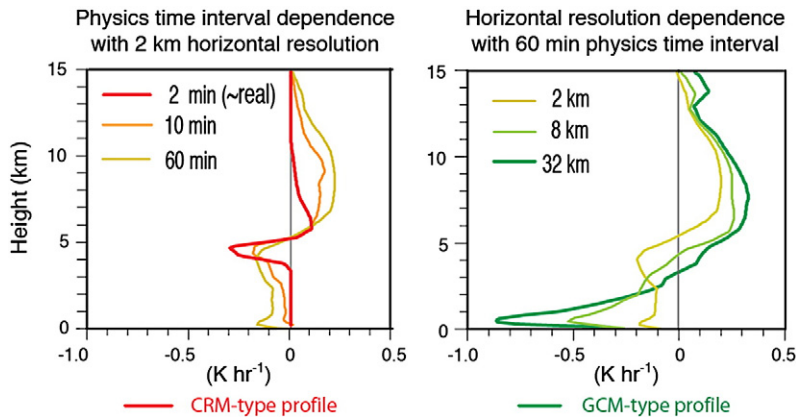 Physics time interval dependence
with 2 km horizontal resolution
Horizontal resolution dependence
with 60 min physics time interval
15
10
5
0
Height (km)
2 min (~real)
10 min
60 min
-1.0
-0.5
0
0.5
(K hr⁻¹)
CRM-type profile
15
10
5
0
2 km
8 km
32 km
-1.0
-0.5
0
0.5
(K hr⁻¹)
GCM-type profile